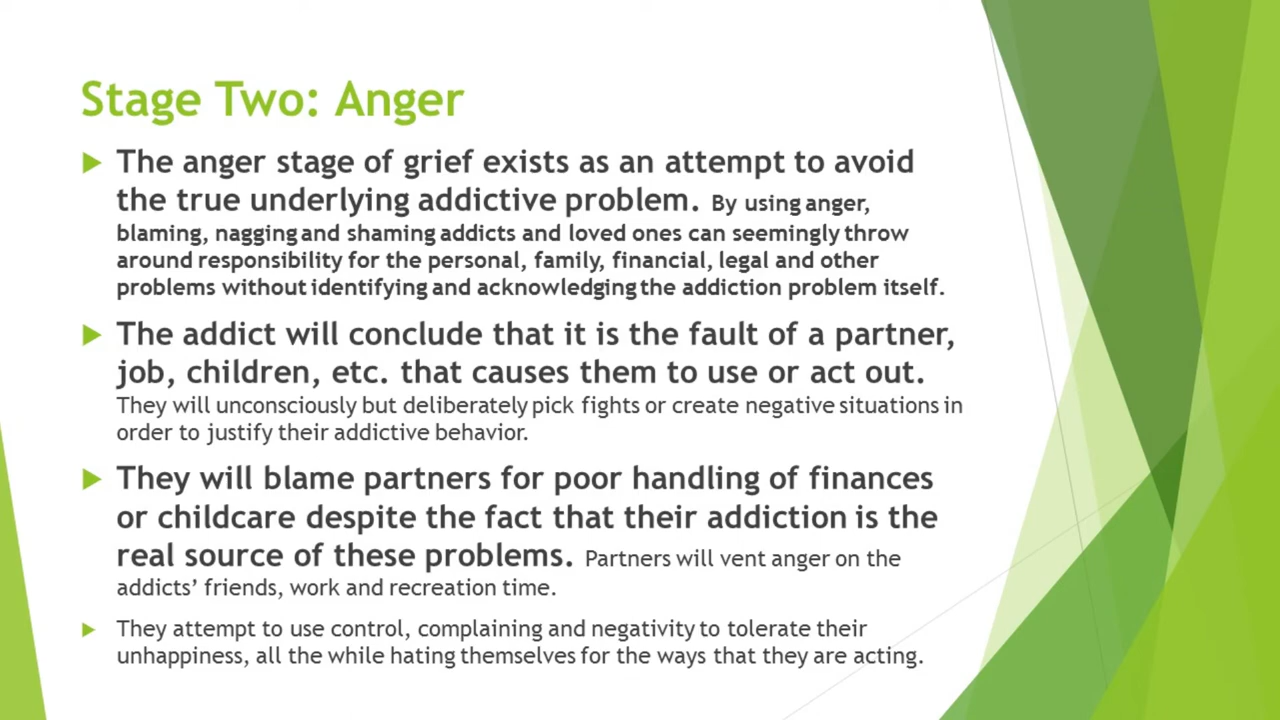 Stage Two: Anger
The anger stage of grief exists as an attempt to avoid
the true underlying addictive problem. By using anger,
blaming, nagging and shaming addicts and loved ones can seemingly throw
around responsibility for the personal, family, financial, legal and other
problems without identifying and acknowledging the addiction problem itself.
The addict will conclude that it is the fault of a partner,
job, children, etc. that causes them to use or act out.
They will unconsciously but deliberately pick fights or create negative situations in
order to justify their addictive behavior.
They will blame partners for poor handling of finances
or childcare despite the fact that their addiction is the
real source of these problems. Partners will vent anger on the
addicts’ friends, work and recreation time.
They attempt to use control, complaining and negativity to tolerate their
unhappiness, all the while hating themselves for the ways that they are acting.